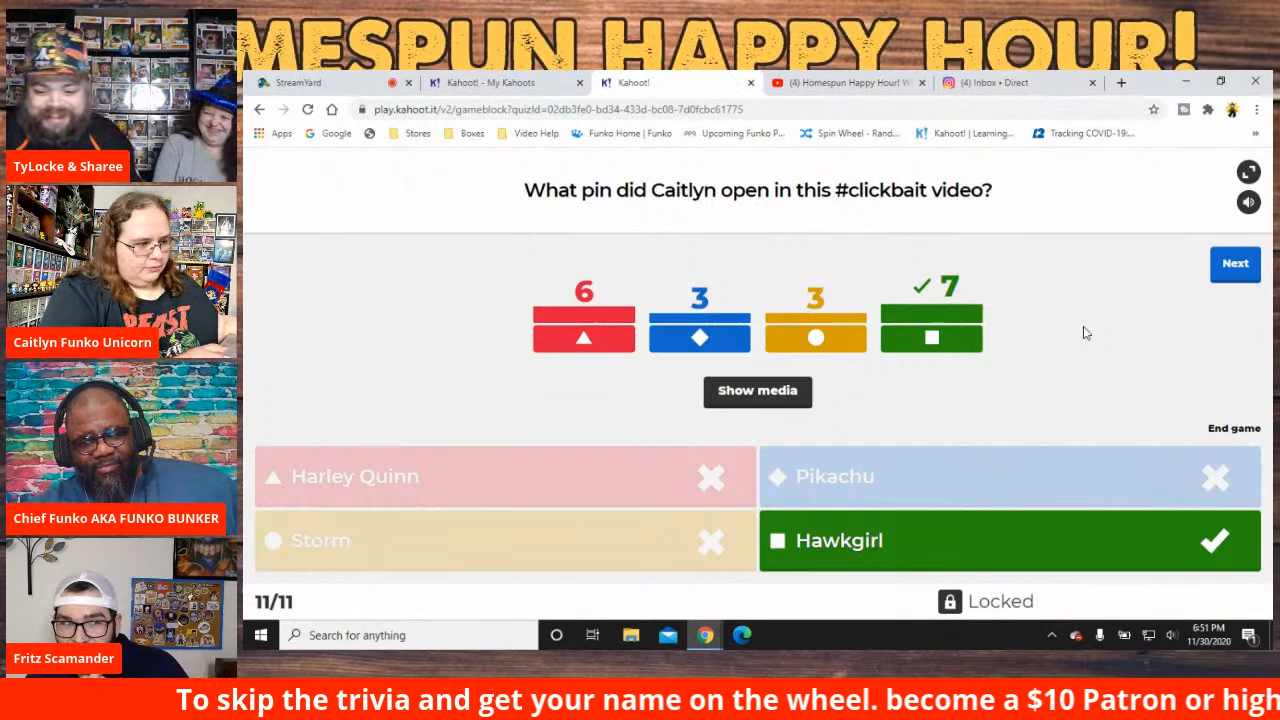 MESPUN HAPPY HOUR!
StreamYard
K! Kahoot! - My Kahoots
K! Kahoot!
(4) Homespun Happy Hour! W
(4) Inbox • Direct
play.kahoot.it/v2/gameblock?quizId=02db3fe0-bd34-433d-bc08-7d0fcbc61775
Apps
Google
Stores
Boxes
Video Help
Funko Home | Funko
Upcoming Funko P...
Spin Wheel - Rand...
Kahoot! | Learning...
Tracking COVID-19:...
What pin did Caitlyn open in this #clickbait video?
Next
6
3
3
7
Show media
End game
Harley Quinn
Pikachu
Storm
Hawkgirl
11/11
Locked
Search for anything
6:51 PM
11/30/2020
TyLocke & Sharee
Caitlyn Funko Unicorn
Chief Funko AKA FUNKO BUNKER
Fritz Scamander
To skip the trivia and get your name on the wheel. become a $10 Patron or high